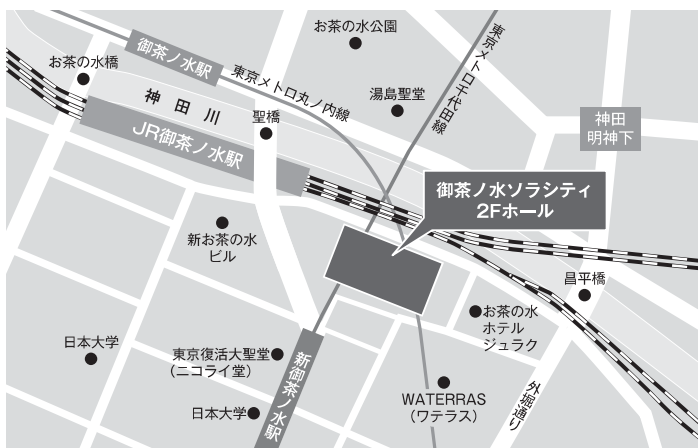 お茶の水公園
御茶ノ水駅
お茶の水橋
東京メトロ丸ノ内線
東京メトロ千代田線
湯島聖堂
神田川
聖橋
神田
明神下
JR御茶ノ水駅
御茶ノ水ソラシティ
2Fホール
新お茶の水
ビル
昌平橋
お茶の水
ホテル
ジュラク
日本大学
東京復活大聖堂
（ニコライ堂）
新御茶ノ水駅
WATERRAS
（ワテラス）
外堀通り
日本大学